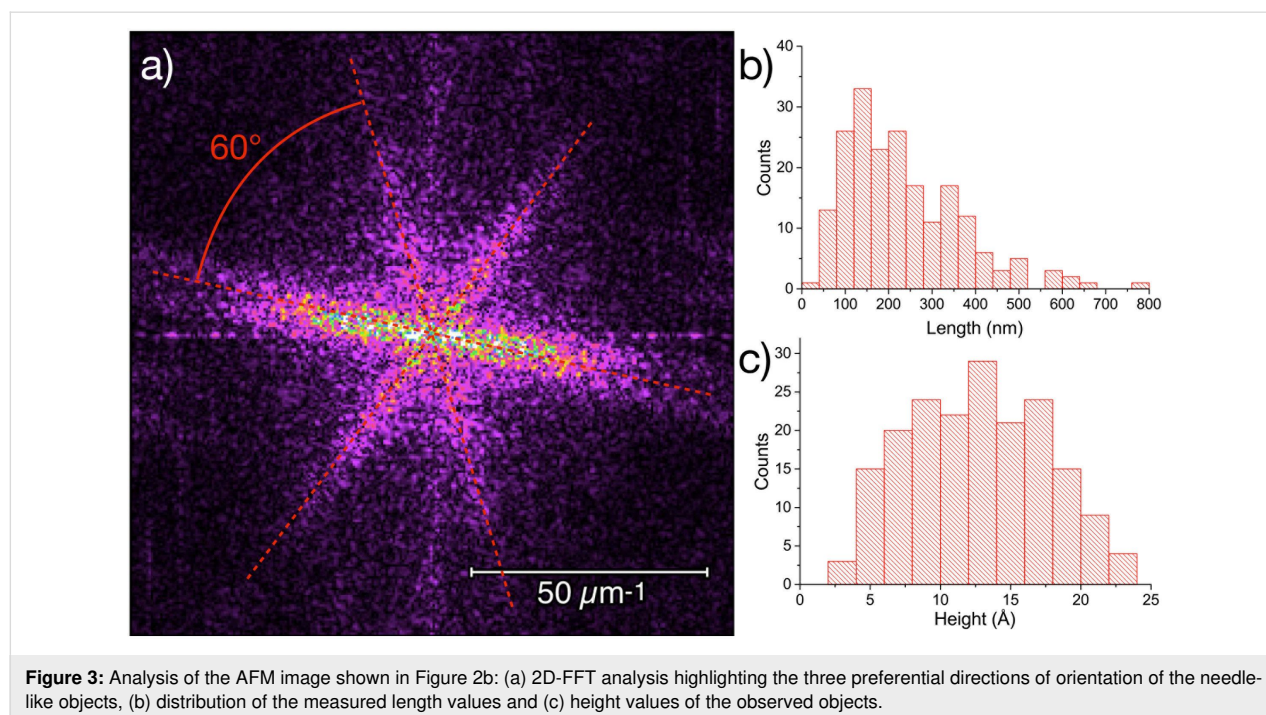 a)
60°
50 µm-1
b)
40
30
20
10
0
Counts
0 100 200 300 400 500 600 700 800
Length (nm)
c)
30
25
20
15
10
5
0
Counts
0 5 10 15 20 25
Height (Å)
Figure 3: Analysis of the AFM image shown in Figure 2b: (a) 2D-FFT analysis highlighting the three preferential directions of orientation of the needle-
like objects, (b) distribution of the measured length values and (c) height values of the observed objects.